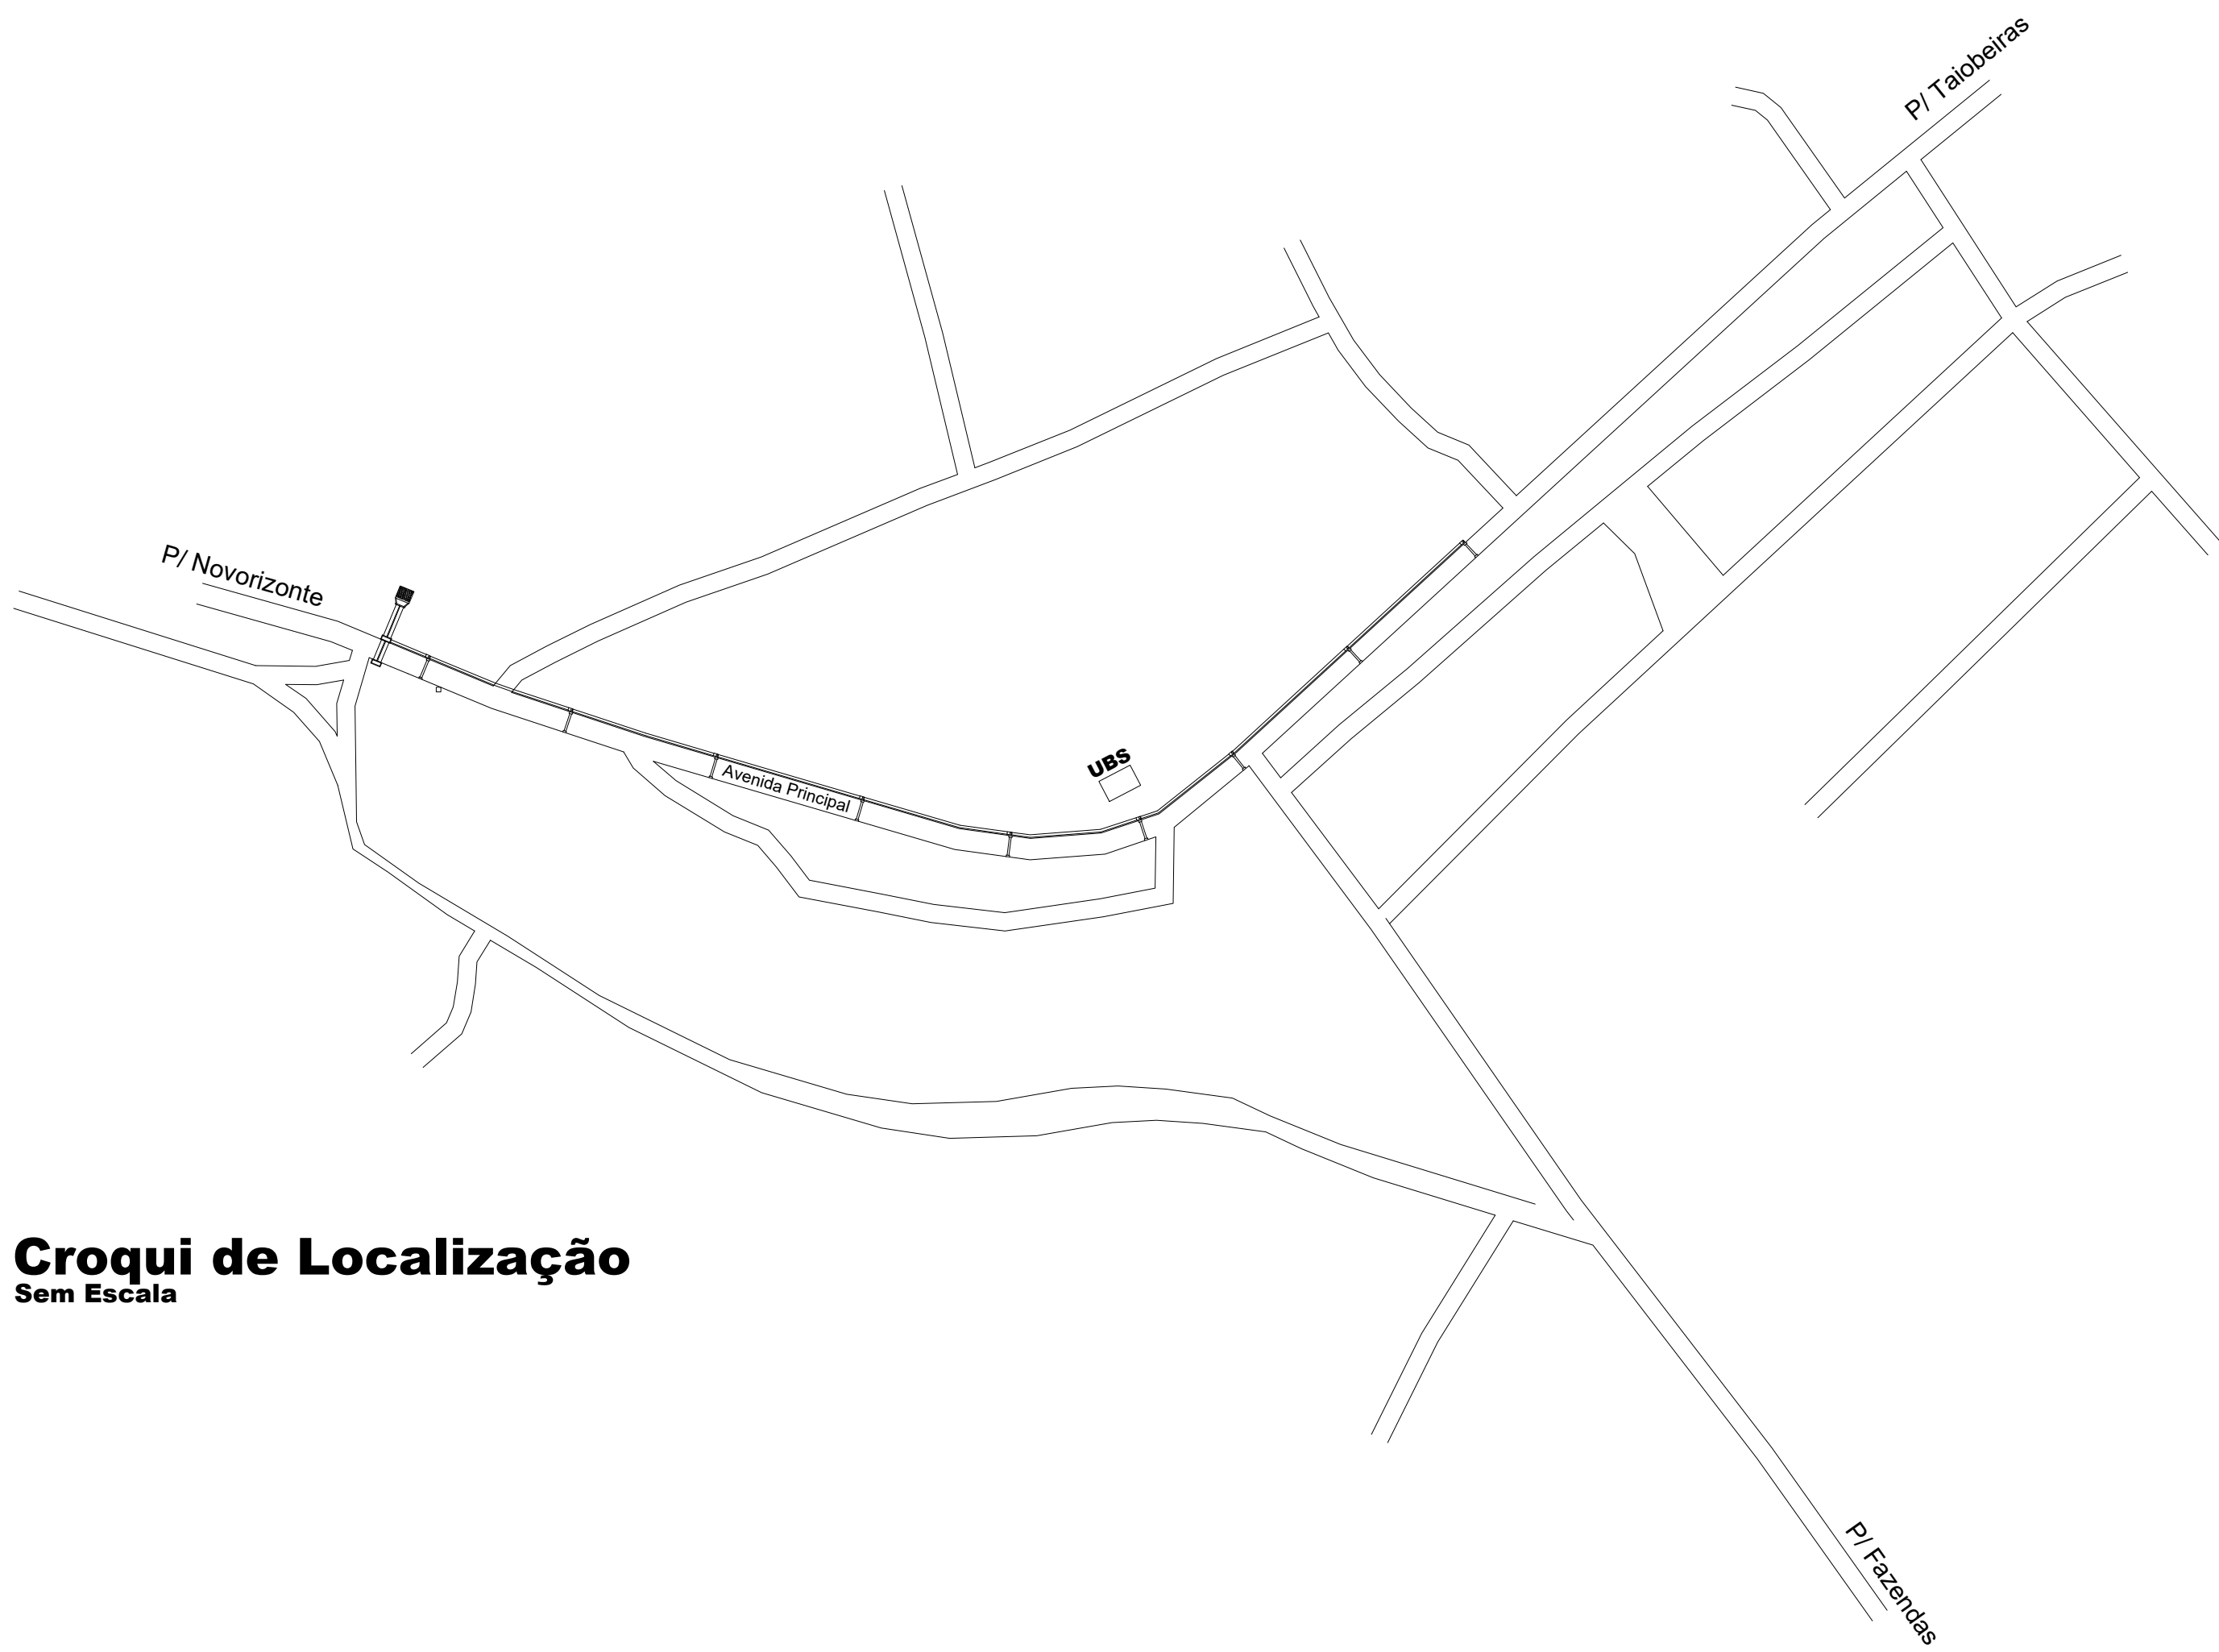 P/ Taiobeiras
P/ Novorizonte
UBS
Avenida Principal
Croqui de Localização
Sem Escala
P/ Fazendas